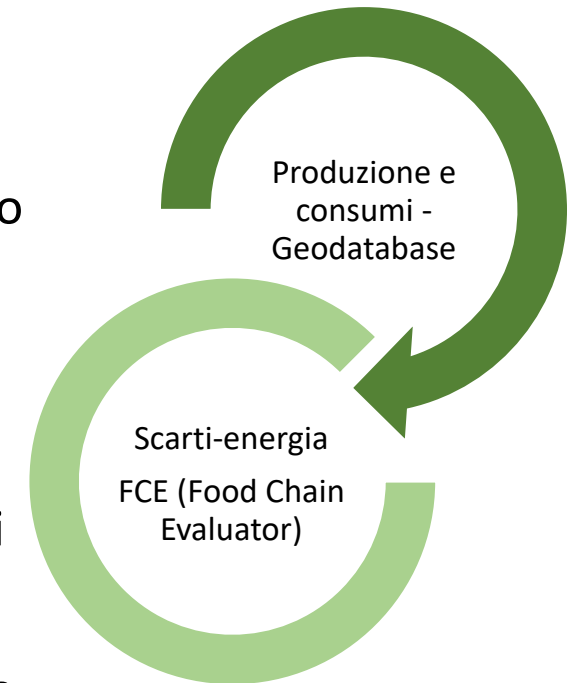 Produzione e
consumi -
Geodatabase
o
Scarti-energia
FCE (Food Chain
Evaluator)
i